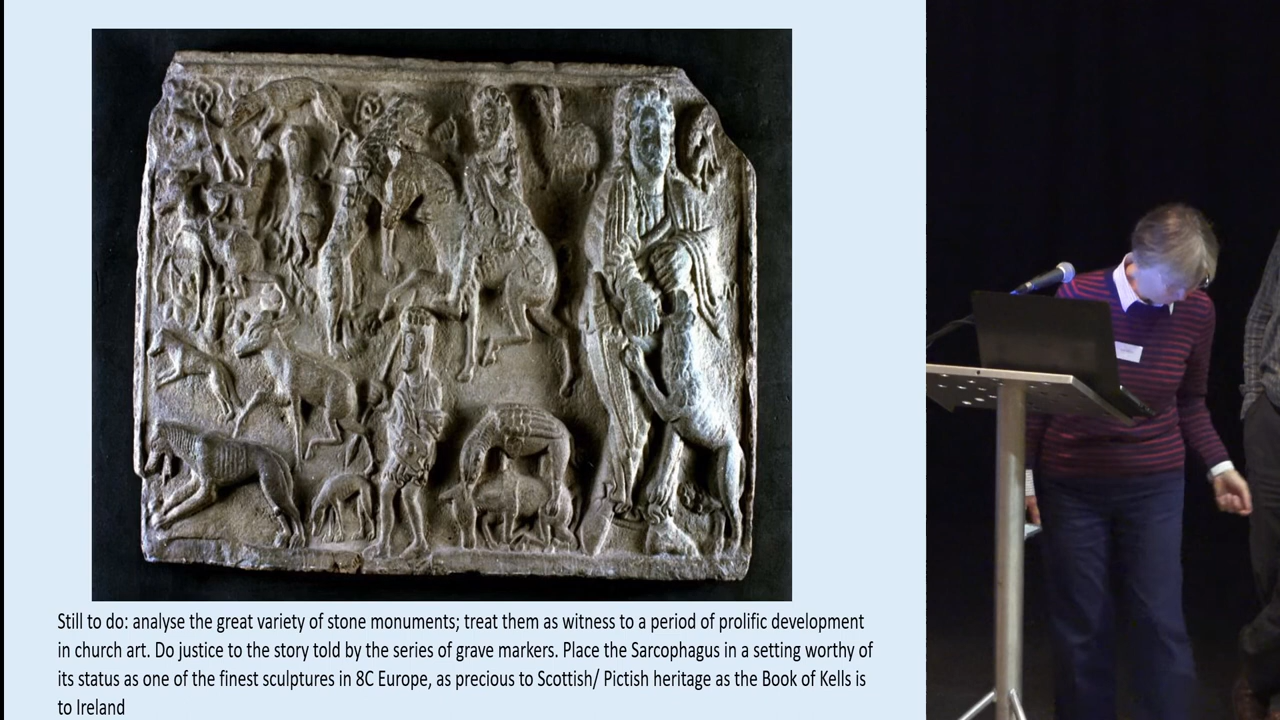 Still to do: analyse the great variety of stone monuments; treat them as witness to a period of prolific development
in church art. Do justice to the story told by the series of grave markers. Place the Sarcophagus in a setting worthy of
its status as one of the finest sculptures in 8C Europe, as precious to Scottish/ Pictish heritage as the Book of Kells is
to Ireland